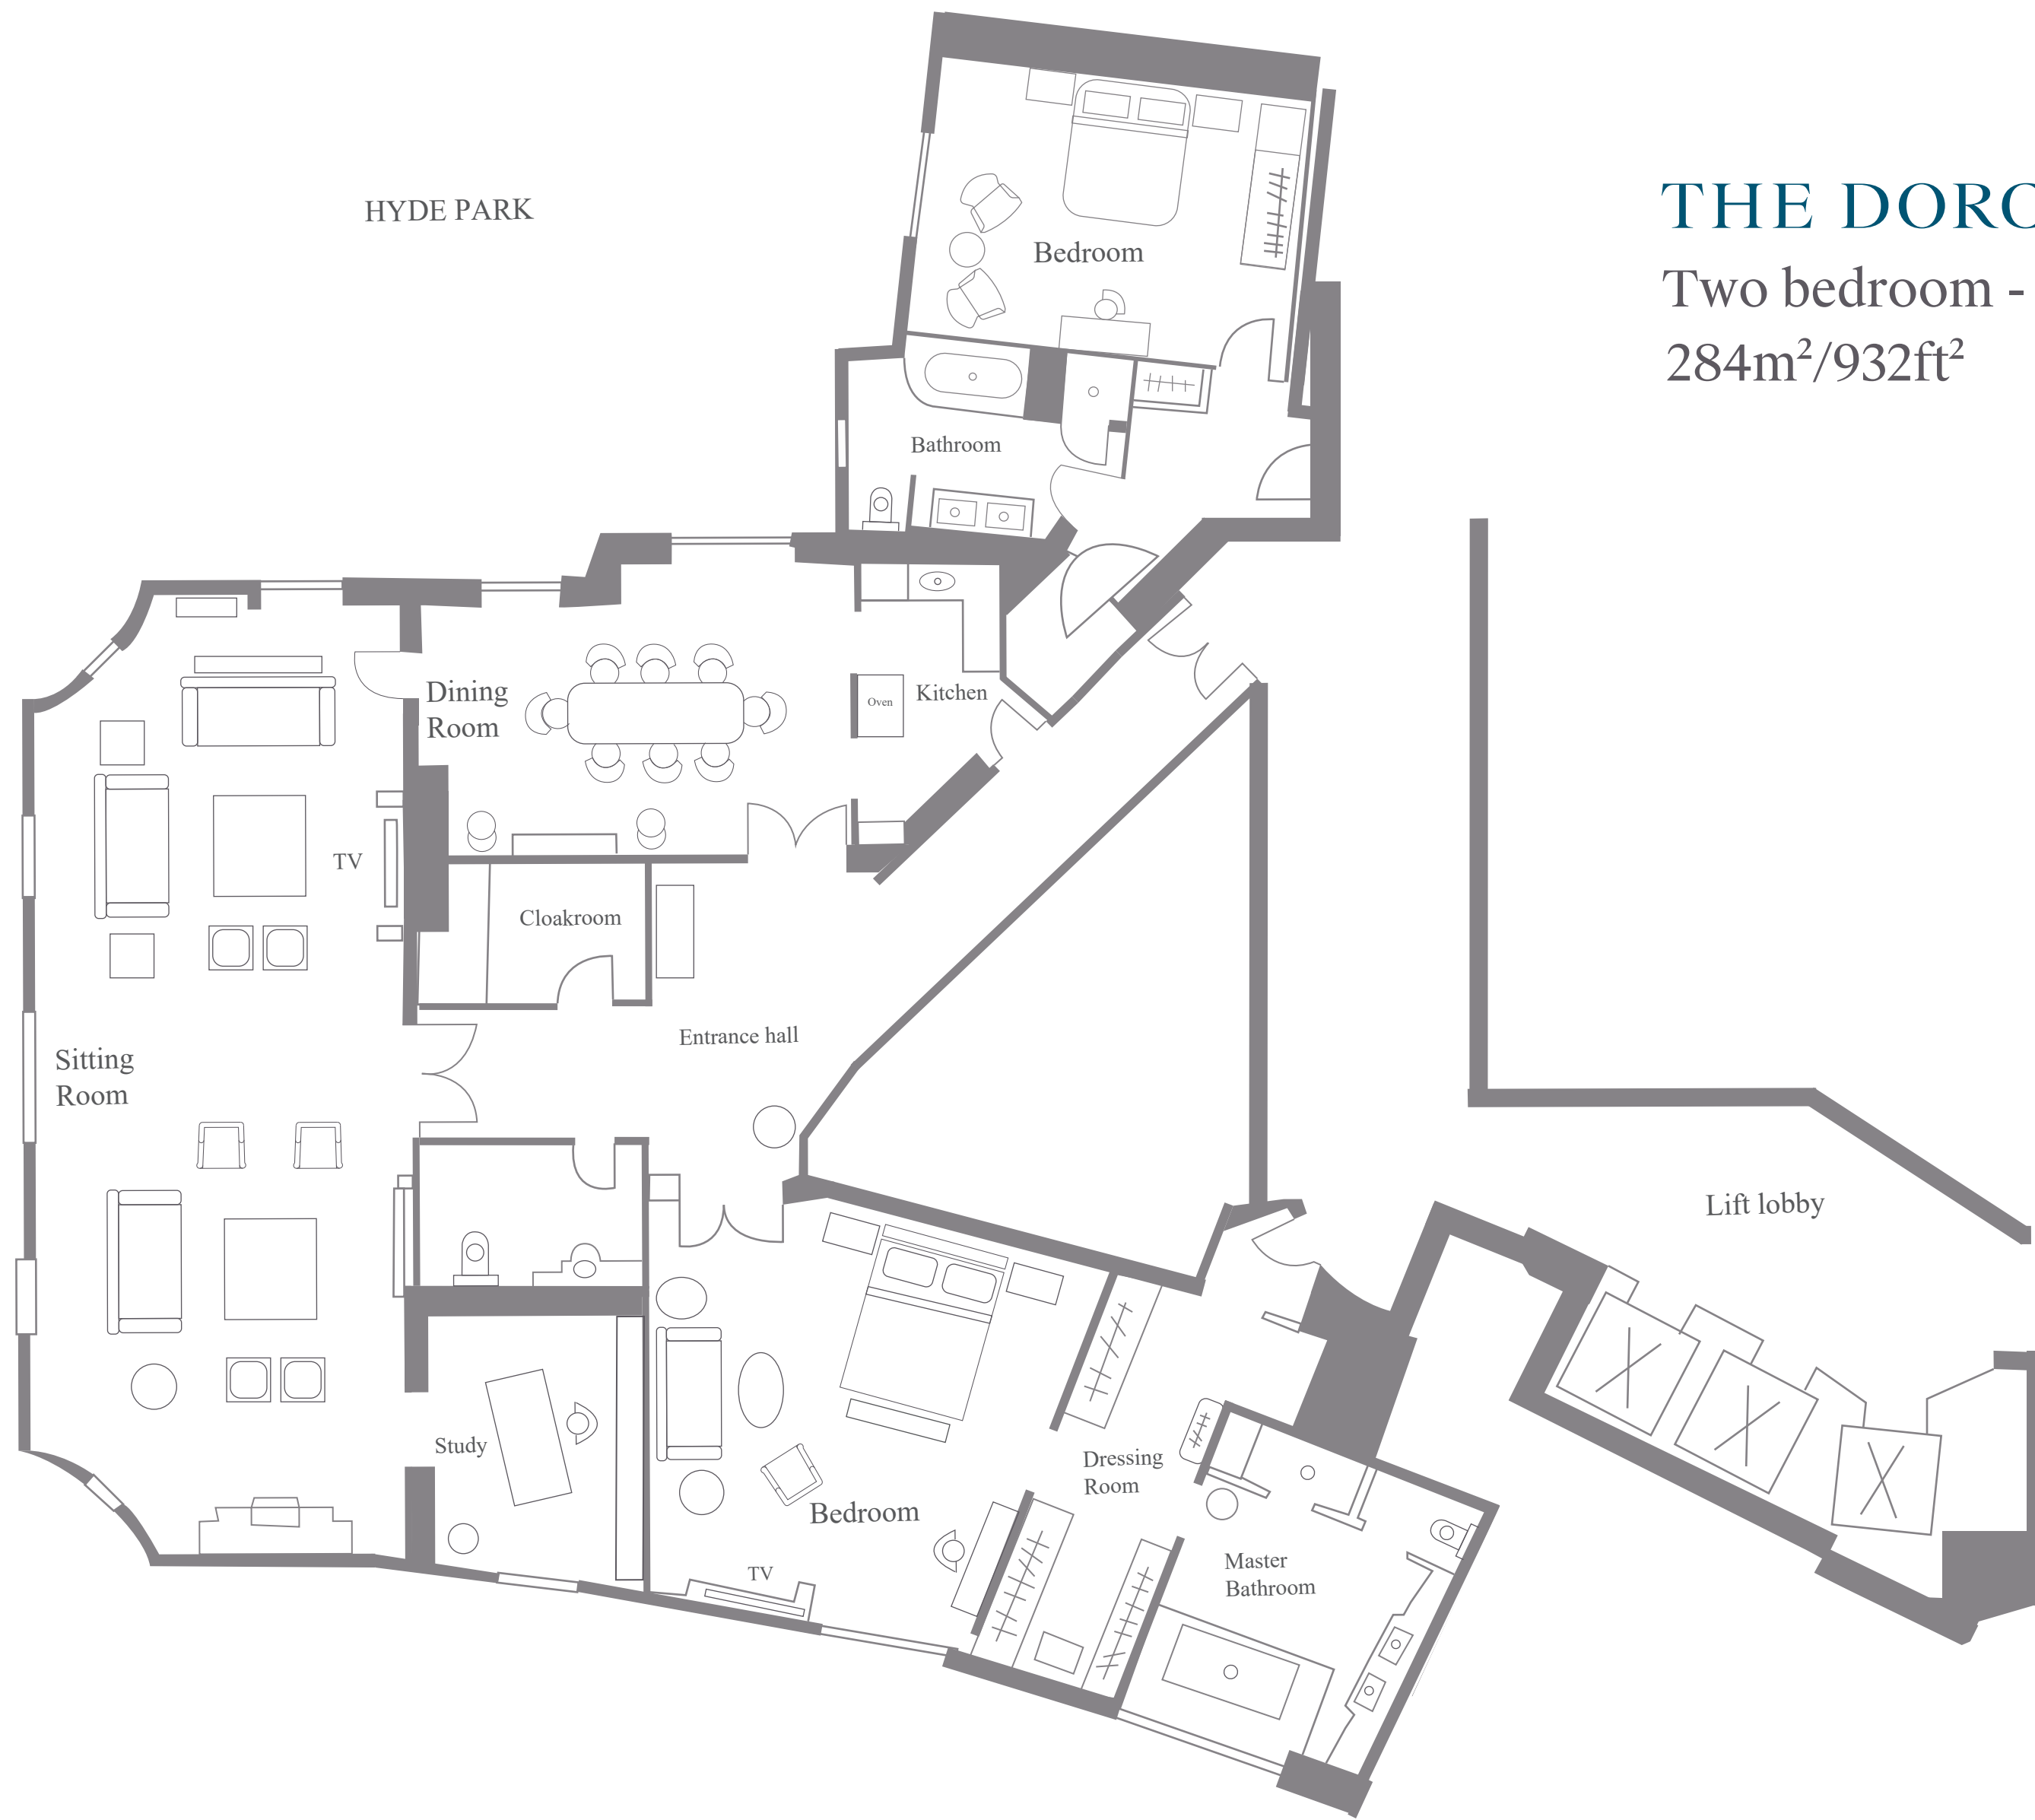 THE DORC
Two bedroom -
284m²/932ft²
HYDE PARK
Bedroom
Bathroom
Dining
Room
Kitchen
Oven
TV
Cloakroom
Entrance hall
Sitting
Room
Lift lobby
Study
Dressing
Room
Bedroom
Master
Bathroom
TV